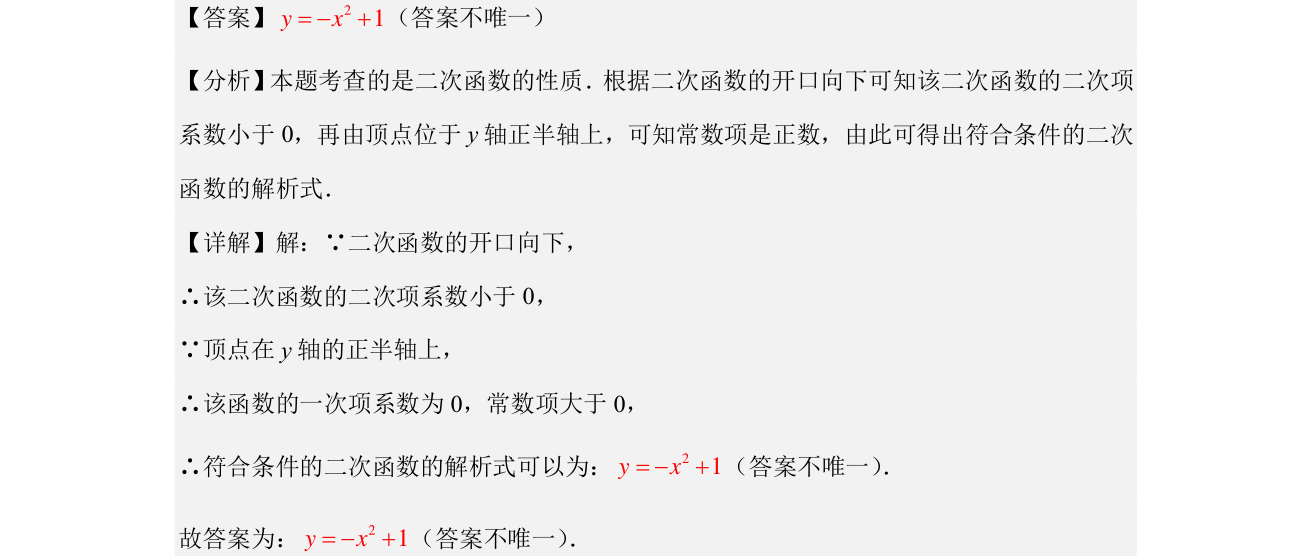 【答案】y=−x²+1（答案不唯一）
【分析】本题考查的是二次函数的性质．根据二次函数的开口向下可知该二次函数的二次项
系数小于 0，再由顶点位于 y 轴正半轴上，可知常数项是正数，由此可得出符合条件的二次
函数的解析式．
【详解】解：∵二次函数的开口向下，
∴该二次函数的二次项系数小于 0，
∵顶点在 y 轴的正半轴上，
∴该函数的一次项系数为 0，常数项大于 0，
∴符合条件的二次函数的解析式可以为：y=−x²+1（答案不唯一）．
故答案为：y=−x²+1（答案不唯一）．